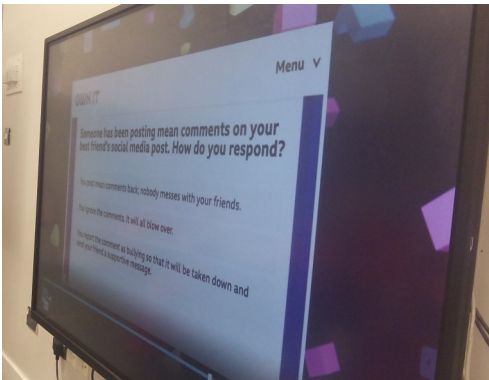 Menu
OWN IT
Someone has been posting mean comments on your
best friend's social media post. How do you respond?
You post mean comments back; nobody messes with your friends.
You ignore the comments. It will all blow over.
You report the comment as bullying so that it will be taken down and
send your friend a supportive message.